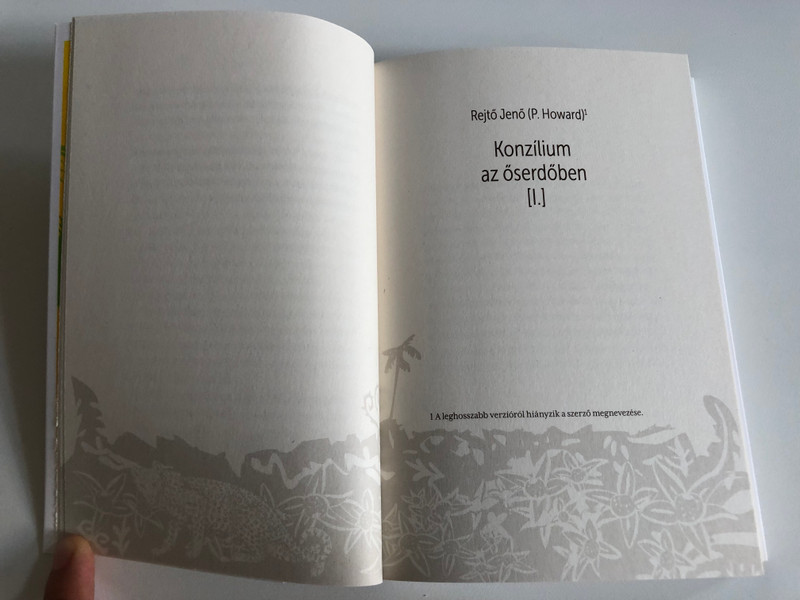 Rejtő Jenő (P. Howard)¹
Konzílium
az őserdőben
[I.]
1 A leghosszabb verzióról hiányzik a szerző megnevezése.